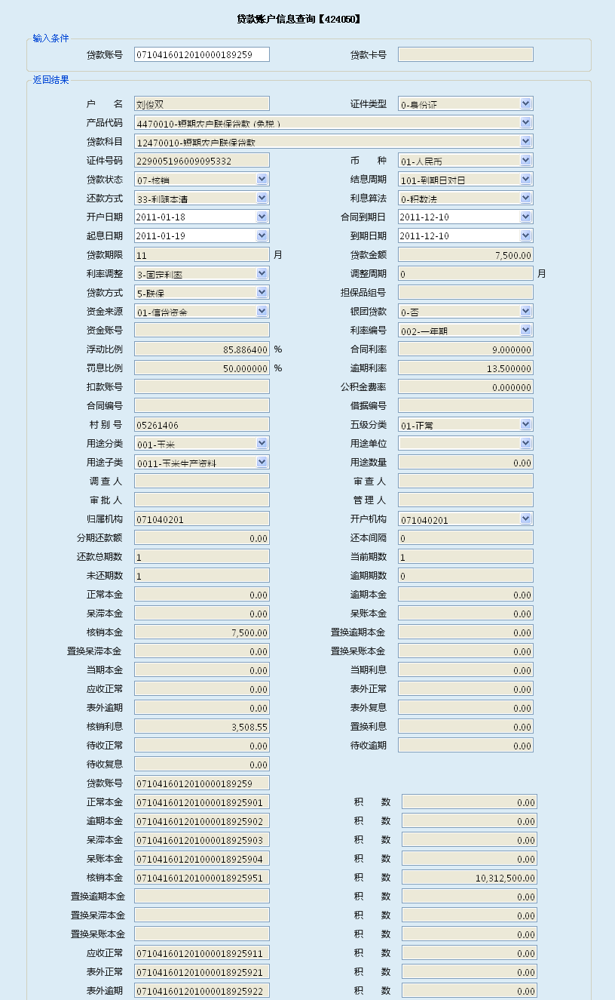 贷款账户信息查询【424050】
输入条件
贷款账号 0710416012010000189259 贷款卡号
返回结果
户 名 刘俊双 证件类型 0-身份证
产品代码 4470010-短期农户联保贷款（免税）
贷款科目 12470010-短期农户联保贷款
证件号码 229005196009095332 币 种 01-人民币
贷款状态 07-核销 结息周期 101-到期日对日
还款方式 33-利随本清 利息算法 0-积数法
开户日期 2011-01-18 合同到期日 2011-12-10
起息日期 2011-01-19 到期日期 2011-12-10
贷款期限 11 月 贷款金额 7,500.00
利率调整 3-固定利率 调整周期 0 月
贷款方式 5-联保 担保品组号
资金来源 01-信贷资金 银团贷款 0-否
资金账号 利率编号 002-一年期
浮动比例 85.886400 % 合同利率 9.000000
罚息比例 50.000000 % 逾期利率 13.500000
扣款账号 公积金费率 0.000000
合同编号 借据编号
村 别 号 05261406 五级分类 01-正常
用途分类 001-玉米 用途单位
用途子类 0011-玉米生产资料 用途数量 0.00
调 查 人 审 查 人
审 批 人 管 理 人
归属机构 071040201 开户机构 071040201
分期还款额 0.00 还本间隔 0
还款总期数 1 当前期数 1
未还期数 1 逾期期数 0
正常本金 0.00 逾期本金 0.00
呆滞本金 0.00 呆账本金 0.00
核销本金 7,500.00 置换逾期本金 0.00
置换呆滞本金 0.00 置换呆账本金 0.00
当期本金 0.00 当期利息 0.00
应收正常 0.00 表外正常 0.00
表外逾期 0.00 表外复息 0.00
核销利息 3,508.55 置换利息 0.00
待收正常 0.00 待收逾期 0.00
待收复息 0.00
贷款账号 0710416012010000189259
正常本金 071041601201000018925901 积 数 0.00
逾期本金 071041601201000018925902 积 数 0.00
呆滞本金 071041601201000018925903 积 数 0.00
呆账本金 071041601201000018925904 积 数 0.00
核销本金 071041601201000018925951 积 数 10,312,500.00
置换逾期本金 积 数 0.00
置换呆滞本金 积 数 0.00
置换呆账本金 积 数 0.00
应收正常 071041601201000018925911 积 数 0.00
表外正常 071041601201000018925921 积 数 0.00
表外逾期 071041601201000018925922 积 数 0.00